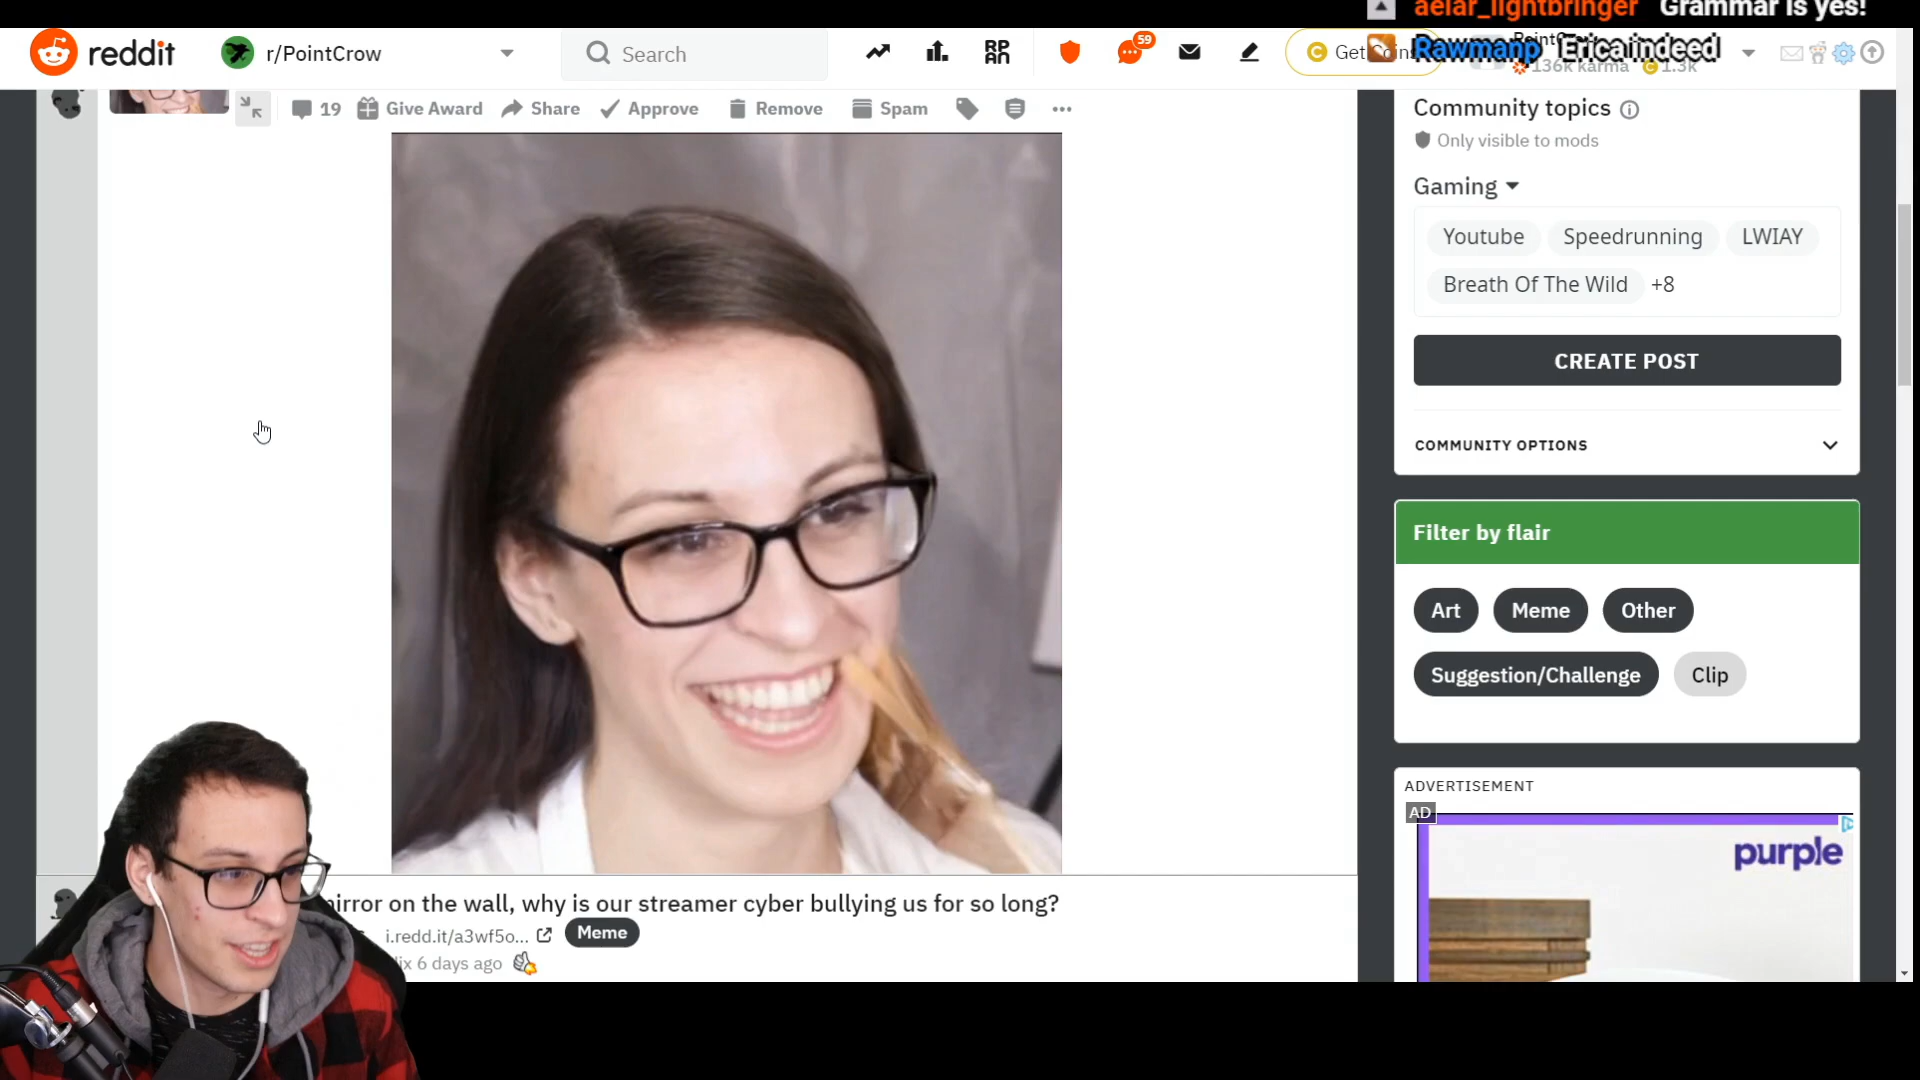 aelar_lightbringer Grammar is yes!
Rawmanp Erica indeed
reddit
r/PointCrow
Search
59
136k karma 1.3k
19 Give Award Share Approve Remove Spam
irror on the wall, why is our streamer cyber bullying us for so long?
i.redd.it/a3wf5o... Meme
ix 6 days ago
Community topics
Only visible to mods
Gaming
Youtube Speedrunning LWIAY
Breath Of The Wild +8
CREATE POST
COMMUNITY OPTIONS
Filter by flair
Art Meme Other
Suggestion/Challenge Clip
ADVERTISEMENT
AD
purple